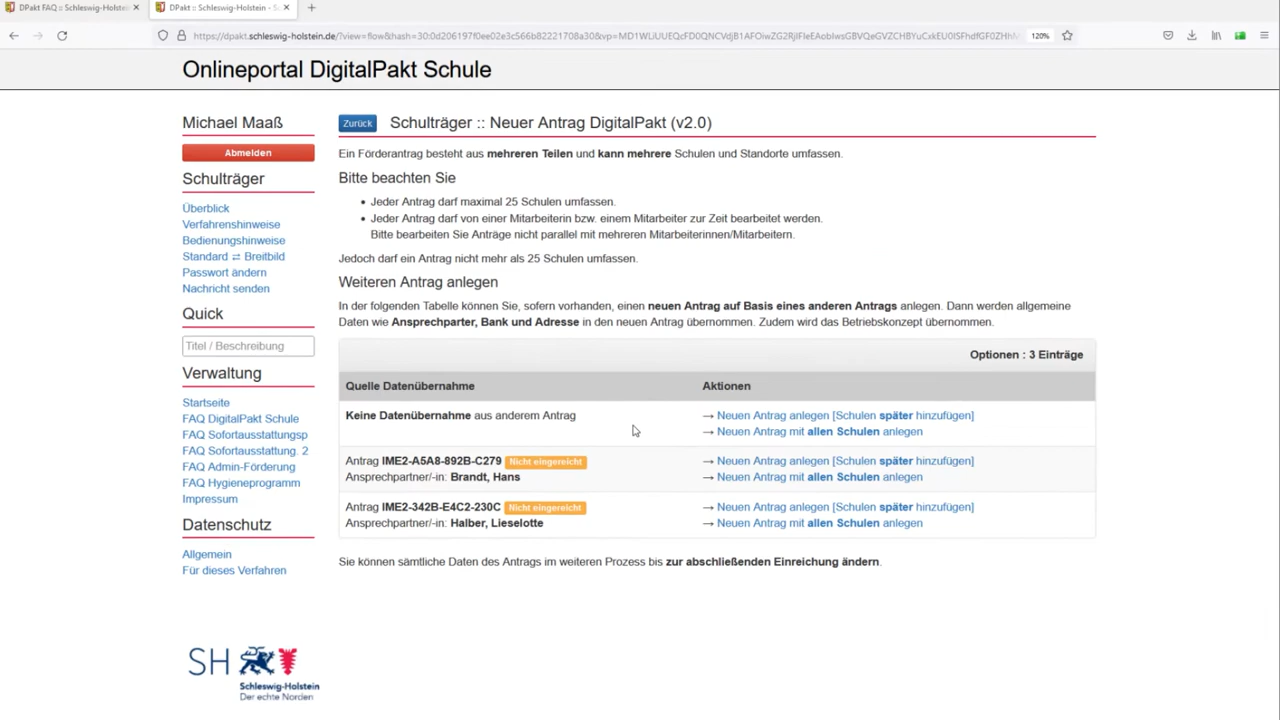 DPakt FAQ :: Schleswig-Holstein
DPakt :: Schleswig-Holstein - S
https://dpakt.schleswig-holstein.de/?view=flow&hash=30:0d206197f0ee02e3c566b82221708a30&vp=
120%
Onlineportal DigitalPakt Schule
Michael Maaß
Abmelden
Schulträger
Überblick
Verfahrenshinweise
Bedienungshinweise
Standard ⇄ Breitbild
Passwort ändern
Nachricht senden
Quick
Titel / Beschreibung
Verwaltung
Startseite
FAQ DigitalPakt Schule
FAQ Sofortausstattungsp
FAQ Sofortausstattung. 2
FAQ Admin-Förderung
FAQ Hygieneprogramm
Impressum
Datenschutz
Allgemein
Für dieses Verfahren
SH
Schleswig-Holstein
Der echte Norden
Zurück Schulträger :: Neuer Antrag DigitalPakt (v2.0)
Ein Förderantrag besteht aus mehreren Teilen und kann mehrere Schulen und Standorte umfassen.
Bitte beachten Sie
• Jeder Antrag darf maximal 25 Schulen umfassen.
• Jeder Antrag darf von einer Mitarbeiterin bzw. einem Mitarbeiter zur Zeit bearbeitet werden.
Bitte bearbeiten Sie Anträge nicht parallel mit mehreren Mitarbeiterinnen/Mitarbeitern.
Jedoch darf ein Antrag nicht mehr als 25 Schulen umfassen.
Weiteren Antrag anlegen
In der folgenden Tabelle können Sie, sofern vorhanden, einen neuen Antrag auf Basis eines anderen Antrags anlegen. Dann werden allgemeine
Daten wie Ansprechparter, Bank und Adresse in den neuen Antrag übernommen. Zudem wird das Betriebskonzept übernommen.
Optionen : 3 Einträge
Quelle Datenübernahme Aktionen
Keine Datenübernahme aus anderem Antrag → Neuen Antrag anlegen [Schulen später hinzufügen]
→ Neuen Antrag mit allen Schulen anlegen
Antrag IME2-A5A8-892B-C279 Nicht eingereicht → Neuen Antrag anlegen [Schulen später hinzufügen]
Ansprechpartner/-in: Brandt, Hans → Neuen Antrag mit allen Schulen anlegen
Antrag IME2-342B-E4C2-230C Nicht eingereicht → Neuen Antrag anlegen [Schulen später hinzufügen]
Ansprechpartner/-in: Halber, Lieselotte → Neuen Antrag mit allen Schulen anlegen
Sie können sämtliche Daten des Antrags im weiteren Prozess bis zur abschließenden Einreichung ändern.